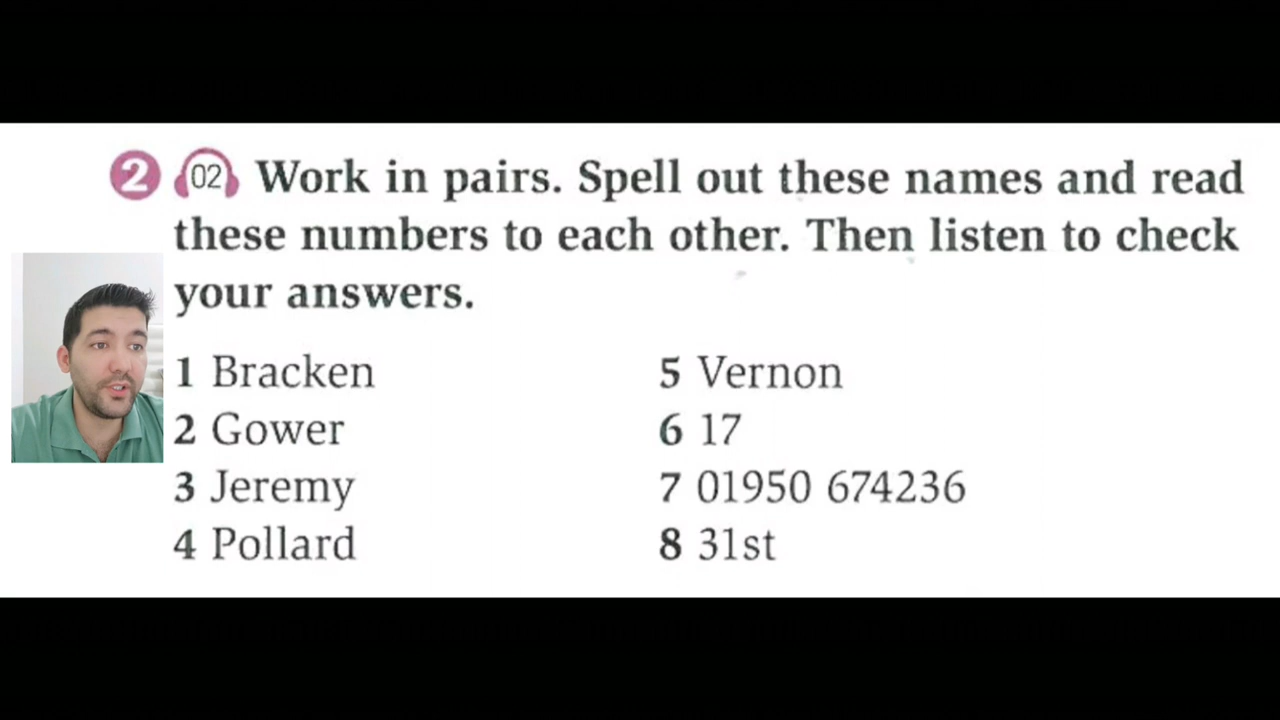 2 02 Work in pairs. Spell out these names and read
these numbers to each other. Then listen to check
your answers.
1 Bracken
2 Gower
3 Jeremy
4 Pollard
5 Vernon
6 17
7 01950 674236
8 31st